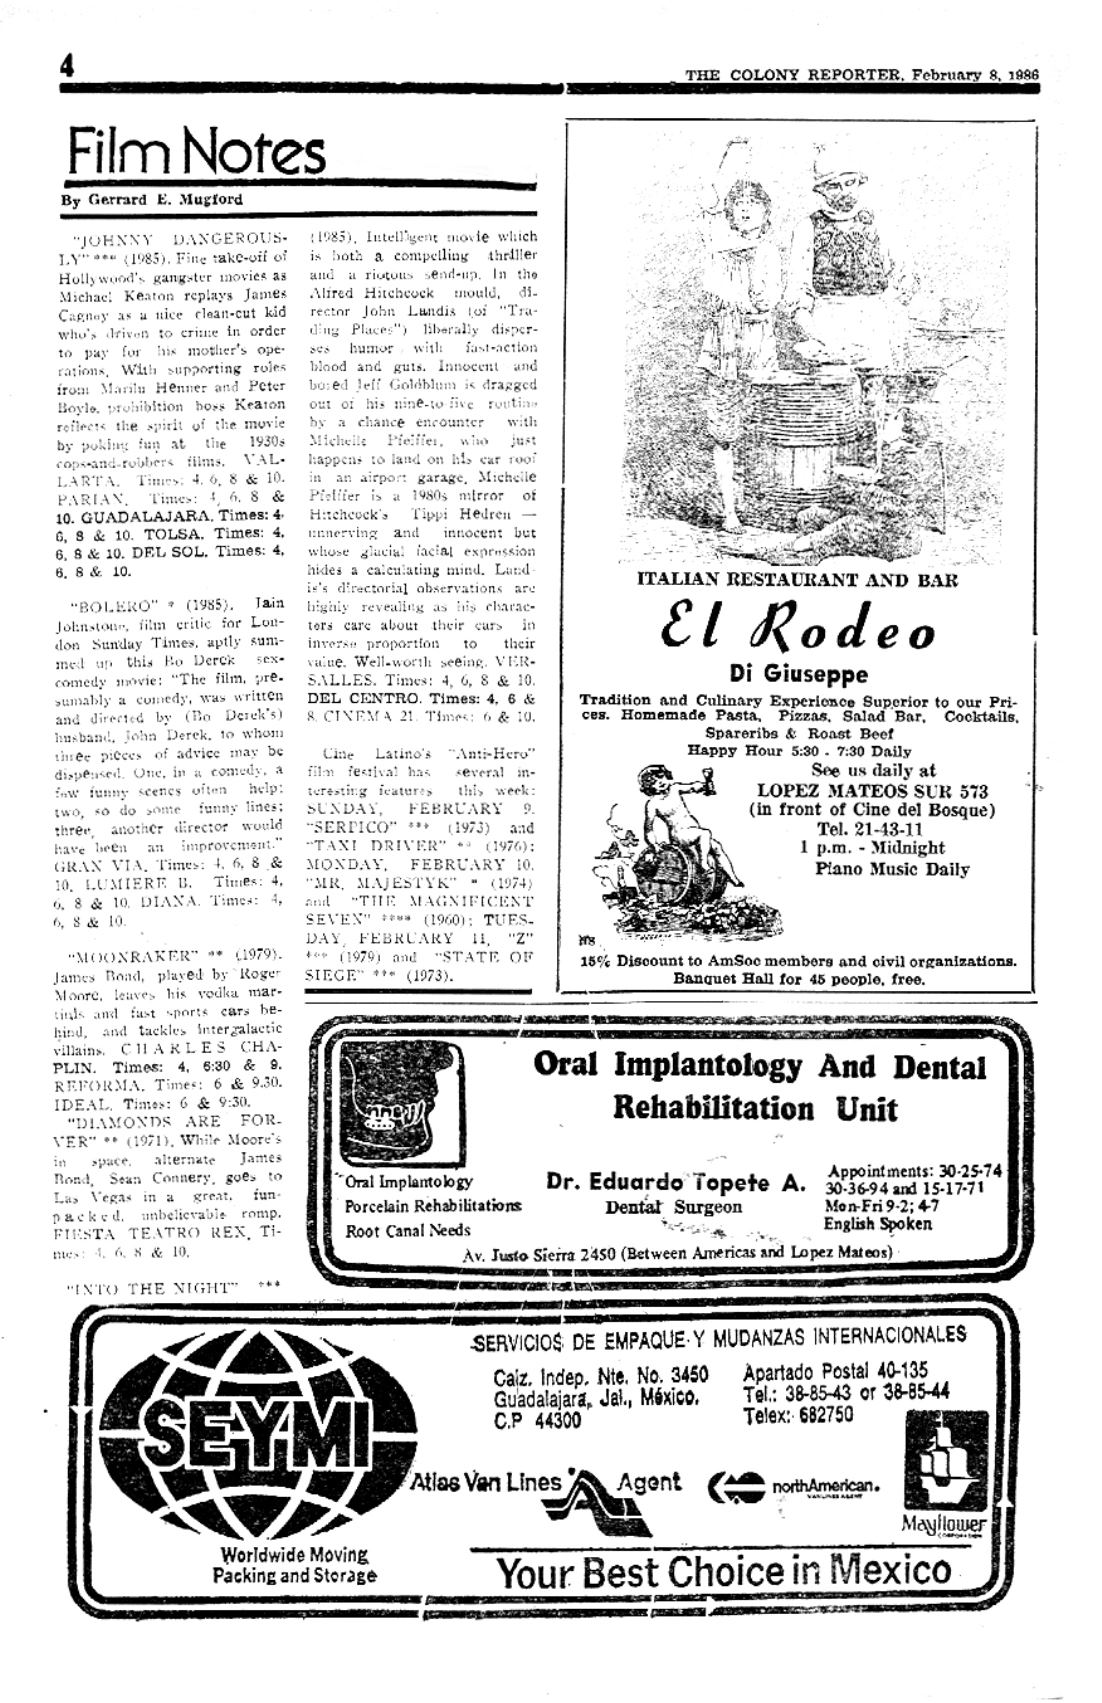 4
THE COLONY REPORTER, February 8, 1986
Film Notes
By Gerrard E. Mugford
"JOHNNY DANGEROUS-
LY" *** (1985). Fine take-off of
Hollywood's gangster movies as
Michael Keaton replays James
Cagney as a nice clean-cut kid
who's driven to crime in order
to pay for his mother's ope-
rations. With supporting roles
from Marilu Henner and Peter
Boyle, prohibition boss Keaton
reflects the spirit of the movie
by poking fun at the 1930s
cops-and-robbers films. VAL-
LARTA. Times: 4, 6, 8 & 10.
PARIAN. Times: 4, 6, 8 &
10. GUADALAJARA. Times: 4,
6, 8 & 10. TOLSA. Times: 4,
6, 8 & 10. DEL SOL. Times: 4,
6, 8 & 10.
"BOLERO" * (1985). Iain
Johnstone, film critic for Lon-
don Sunday Times, aptly sum-
med up this Bo Derek sex-
comedy movie: "The film, pre-
sumably a comedy, was written
and directed by (Bo Derek's)
husband, John Derek, to whom
three pieces of advice may be
dispensed. One, in a comedy, a
few funny scenes often help;
two, so do some funny lines;
three, another director would
have been an improvement."
GRAN VIA. Times: 4, 6, 8 &
10. LUMIERE B. Times: 4,
6, 8 & 10. DIANA. Times: 4,
6, 8 & 10.
"MOONRAKER" ** (1979).
James Bond, played by Roger
Moore, leaves his vodka mar-
tinis and fast sports cars be-
hind, and tackles intergalactic
villains. CHARLES CHA-
PLIN. Times: 4, 6:30 & 9.
REFORMA. Times: 6 & 9.30.
IDEAL. Times: 6 & 9:30.
"DIAMONDS ARE FOR-
VER" ** (1971). While Moore's
in space, alternate James
Bond, Sean Connery, goes to
Las Vegas in a great, fun-
packed, unbelievable romp.
FIESTA TEATRO REX. Ti-
mes: 4, 6, 8 & 10.
"INTO THE NIGHT" ***
(1985). Intelligent movie which
is both a compelling thriller
and a riotous send-up. In the
Alfred Hitchcock mould, di-
rector John Landis (of "Tra-
ding Places") liberally disper-
ses humor with fast-action
blood and guts. Innocent and
bored Jeff Goldblum is dragged
out of his nine-to-five routine
by a chance encounter with
Michelle Pfeiffer, who just
happens to land on his car roof
in an airport garage. Michelle
Pfeiffer is a 1980s mirror of
Hitchcock's Tippi Hedren —
unnerving and innocent but
whose glacial facial expression
hides a calculating mind. Land-
is's directorial observations are
highly revealing as his charac-
ters care about their cars in
inverse proportion to their
value. Well-worth seeing. VER-
SALLES. Times: 4, 6, 8 & 10.
DEL CENTRO. Times: 4, 6 &
8. CINEMA 21. Times: 6 & 10.
Cine Latino's "Anti-Hero"
film festival has several in-
teresting features this week:
SUNDAY, FEBRUARY 9.
"SERPICO" *** (1973) and
"TAXI DRIVER" ** (1976);
MONDAY, FEBRUARY 10,
"MR. MAJESTYK" * (1974)
and "THE MAGNIFICENT
SEVEN" **** (1960); TUES-
DAY, FEBRUARY 11, "Z"
*** (1979) and "STATE OF
SIEGE" *** (1973).
ITALIAN RESTAURANT AND BAR
El Rodeo
Di Giuseppe
Tradition and Culinary Experience Superior to our Pri-
ces. Homemade Pasta, Pizzas, Salad Bar, Cocktails,
Spareribs & Roast Beef
Happy Hour 5:30 - 7:30 Daily
See us daily at
LOPEZ MATEOS SUR 573
(in front of Cine del Bosque)
Tel. 21-43-11
1 p.m. - Midnight
Piano Music Daily
15% Discount to AmSoc members and civil organizations.
Banquet Hall for 45 people, free.
Oral Implantology And Dental
Rehabilitation Unit
Oral Implantology
Porcelain Rehabilitations
Root Canal Needs
Dr. Eduardo Topete A.
Dental Surgeon
Appointments: 30-25-74
30-36-94 and 15-17-71
Mon-Fri 9-2; 4-7
English Spoken
Av. Justo Sierra 2450 (Between Americas and Lopez Mateos)
SEYMI
Worldwide Moving
Packing and Storage
SERVICIOS DE EMPAQUE Y MUDANZAS INTERNACIONALES
Calz. Indep. Nte. No. 3450
Guadalajara, Jal., México.
C.P 44300
Apartado Postal 40-135
Tel.: 38-85-43 or 38-85-44
Telex: 682750
Atlas Van Lines Agent
northAmerican.
VAN LINES AGENT
Mayflower
CORPORATION
Your Best Choice in Mexico